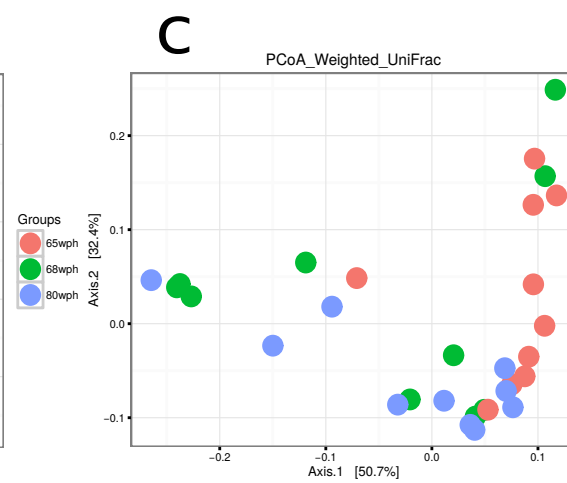 C
PCoA_Weighted_UniFrac
Groups
65wph
68wph
80wph
Axis.2 [32.4%]
0.2
0.1
0.0
−0.1
−0.2
−0.1
0.0
0.1
Axis.1 [50.7%]